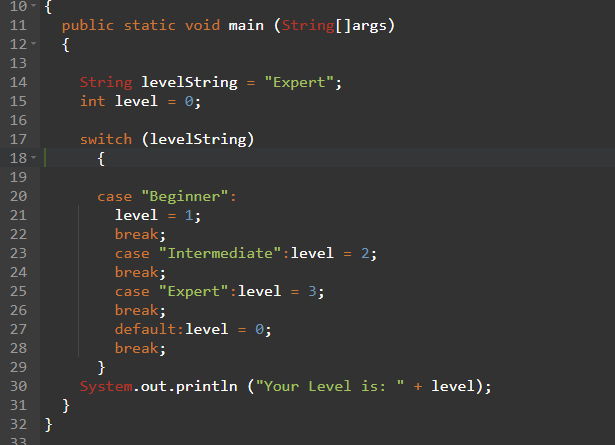 10 {
11 public static void main (String[]args)
12 {
13
14 String levelString = "Expert";
15 int level = 0;
16
17 switch (levelString)
18 {
19
20 case "Beginner":
21 level = 1;
22 break;
23 case "Intermediate":level = 2;
24 break;
25 case "Expert":level = 3;
26 break;
27 default:level = 0;
28 break;
29 }
30 System.out.println ("Your Level is: " + level);
31 }
32 }
33